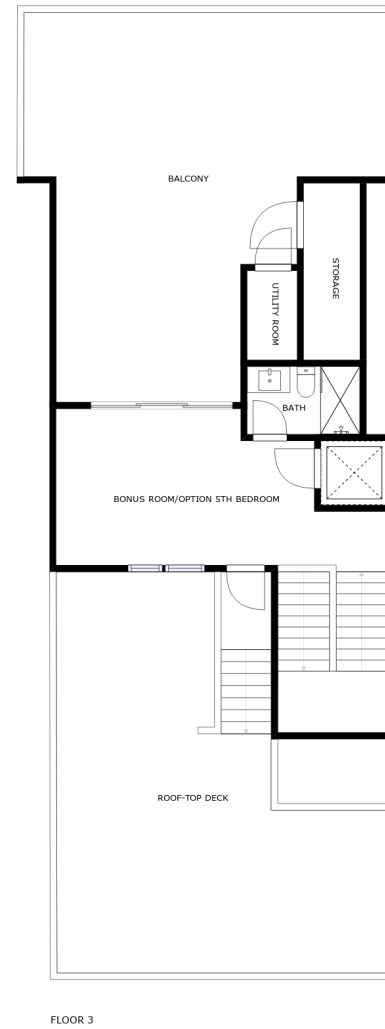 BALCONY
STORAGE
UTILITY ROOM
BATH
BONUS ROOM/OPTION 5TH BEDROOM
ROOF-TOP DECK
FLOOR 3